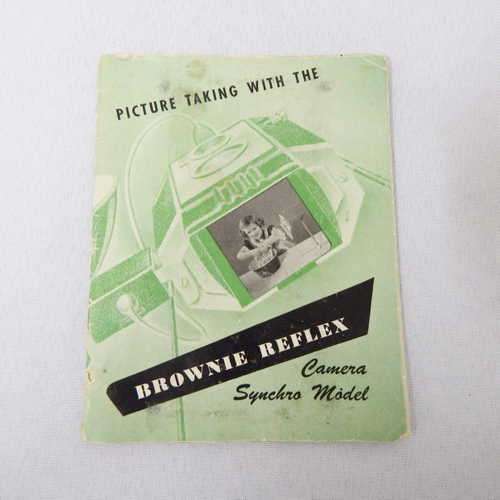 PICTURE TAKING WITH THE
BROWNIE REFLEX
Camera
Synchro Model